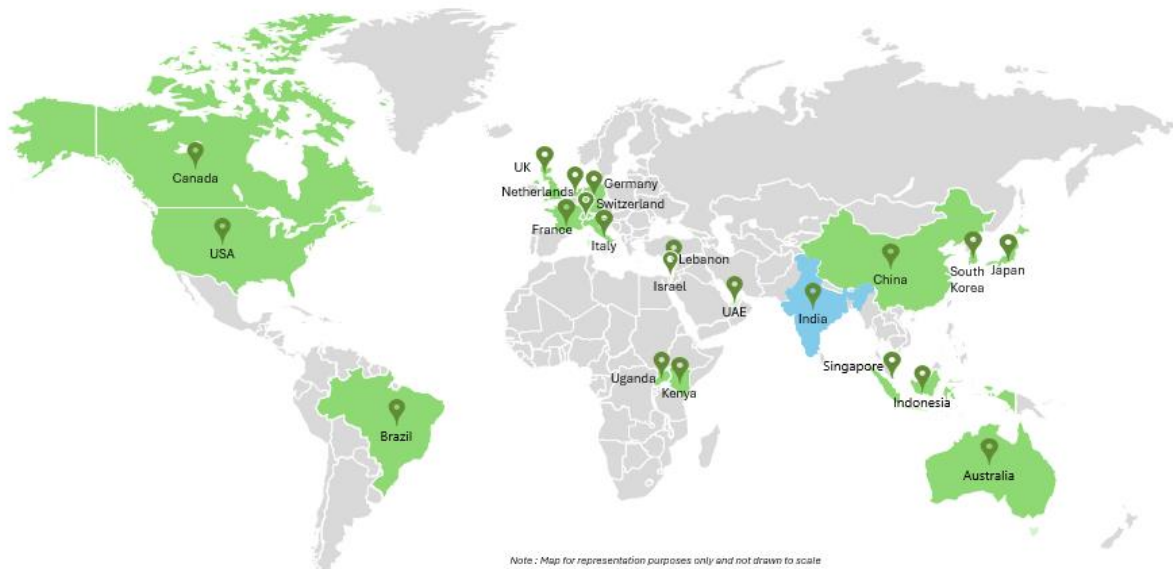 Canada
USA
Brazil
UK
Netherlands
Germany
Switzerland
France
Italy
Lebanon
Israel
UAE
Uganda
Kenya
India
China
South
Korea
Japan
Singapore
Indonesia
Australia
Note : Map for representation purposes only and not drawn to scale